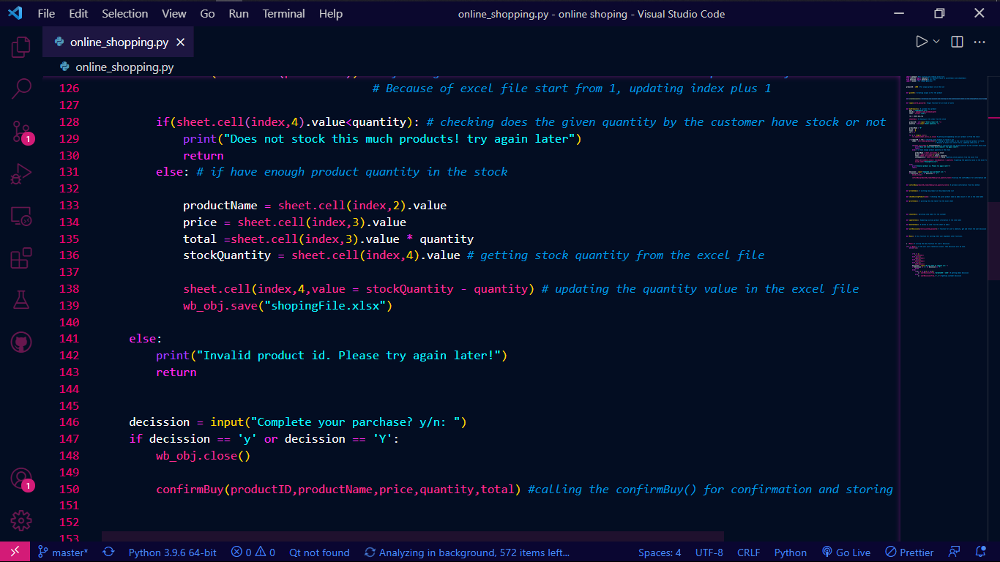 File Edit Selection View Go Run Terminal Help online_shopping.py - online shoping - Visual Studio Code
online_shopping.py
online_shopping.py
126 # Because of excel file start from 1, updating index plus 1
127
128 if(sheet.cell(index,4).value<quantity): # checking does the given quantity by the customer have stock or not
129 print("Does not stock this much products! try again later")
130 return
131 else: # if have enough product quantity in the stock
132
133 productName = sheet.cell(index,2).value
134 price = sheet.cell(index,3).value
135 total =sheet.cell(index,3).value * quantity
136 stockQuantity = sheet.cell(index,4).value # getting stock quantity from the excel file
137
138 sheet.cell(index,4,value = stockQuantity - quantity) # updating the quantity value in the excel file
139 wb_obj.save("shopingFile.xlsx")
140
141 else:
142 print("Invalid product id. Please try again later!")
143 return
144
145
146 decission = input("Complete your parchase? y/n: ")
147 if decission == 'y' or decission == 'Y':
148 wb_obj.close()
149
150 confirmBuy(productID,productName,price,quantity,total) #calling the confirmBuy() for confirmation and storing
151
152
153
1
1
master* Python 3.9.6 64-bit 0 0 Qt not found Analyzing in background, 572 items left... Spaces: 4 UTF-8 CRLF Python Go Live Prettier